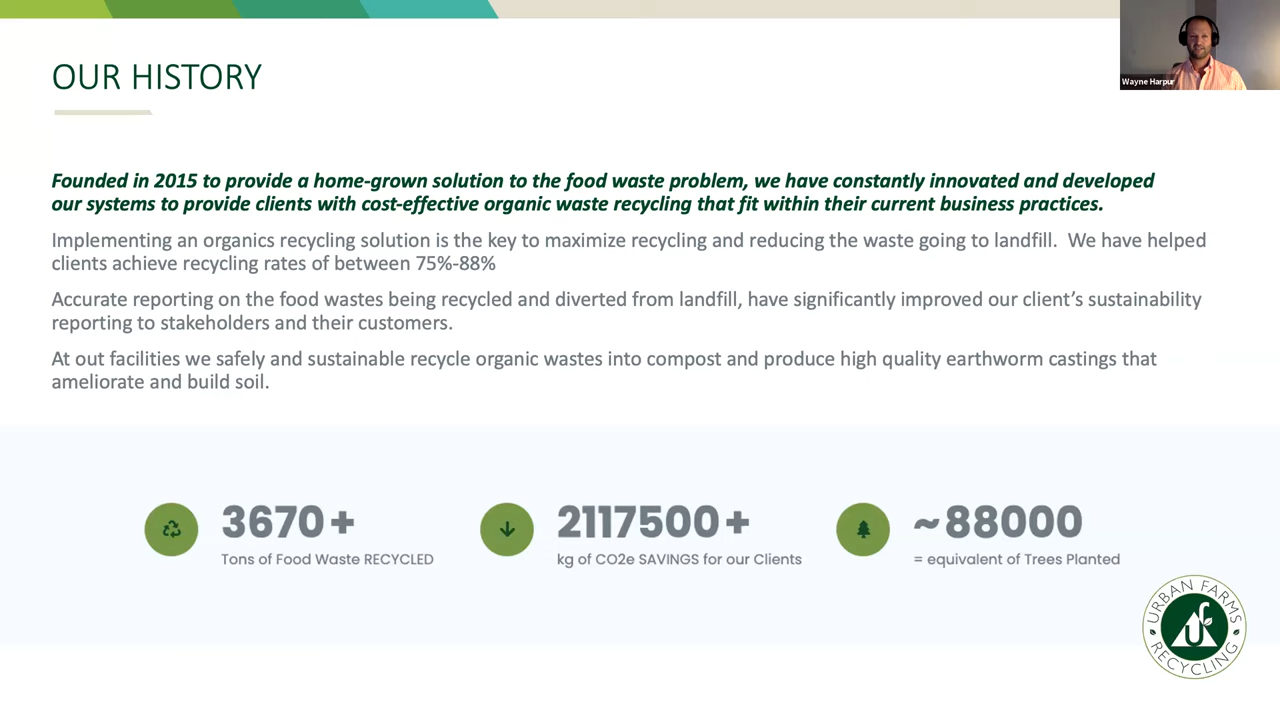 OUR HISTORY
Wayne Harpur
Founded in 2015 to provide a home-grown solution to the food waste problem, we have constantly innovated and developed
our systems to provide clients with cost-effective organic waste recycling that fit within their current business practices.
Implementing an organics recycling solution is the key to maximize recycling and reducing the waste going to landfill.  We have helped
clients achieve recycling rates of between 75%-88%
Accurate reporting on the food wastes being recycled and diverted from landfill, have significantly improved our client’s sustainability
reporting to stakeholders and their customers.
At out facilities we safely and sustainable recycle organic wastes into compost and produce high quality earthworm castings that
ameliorate and build soil.
3670+
Tons of Food Waste RECYCLED
2117500+
kg of CO2e SAVINGS for our Clients
~88000
= equivalent of Trees Planted
URBAN FARMS
RECYCLING